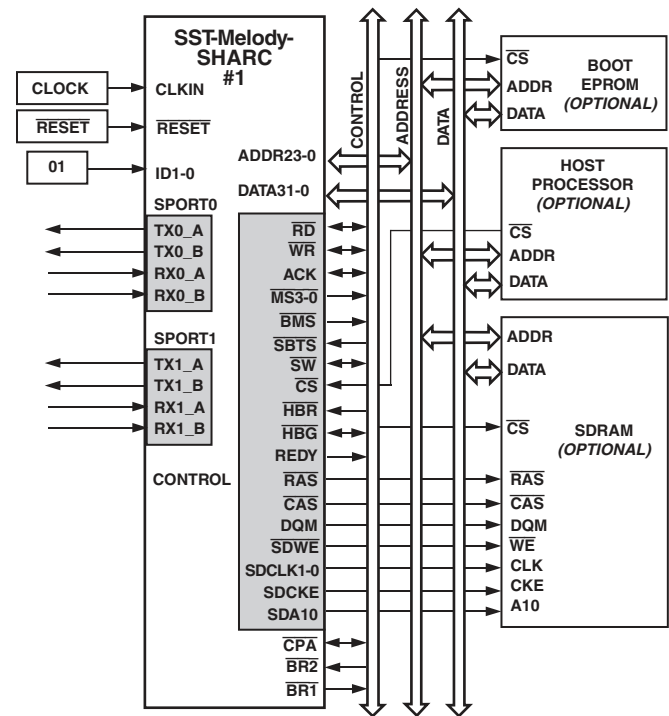 SST-Melody-
SHARC
#1
CLOCK
CLKIN
RESET
RESET
01
ID1-0
ADDR23-0
DATA31-0
SPORT0
TX0_A
TX0_B
RX0_A
RX0_B
SPORT1
TX1_A
TX1_B
RX1_A
RX1_B
CONTROL
RD
WR
ACK
MS3-0
BMS
SBTS
SW
CS
HBR
HBG
REDY
RAS
CAS
DQM
SDWE
SDCLK1-0
SDCKE
SDA10
CPA
BR2
BR1
CONTROL
ADDRESS
DATA
CS
BOOT
EPROM
(OPTIONAL)
ADDR
DATA
HOST
PROCESSOR
(OPTIONAL)
CS
ADDR
DATA
ADDR
DATA
SDRAM
(OPTIONAL)
CS
RAS
CAS
DQM
WE
CLK
CKE
A10